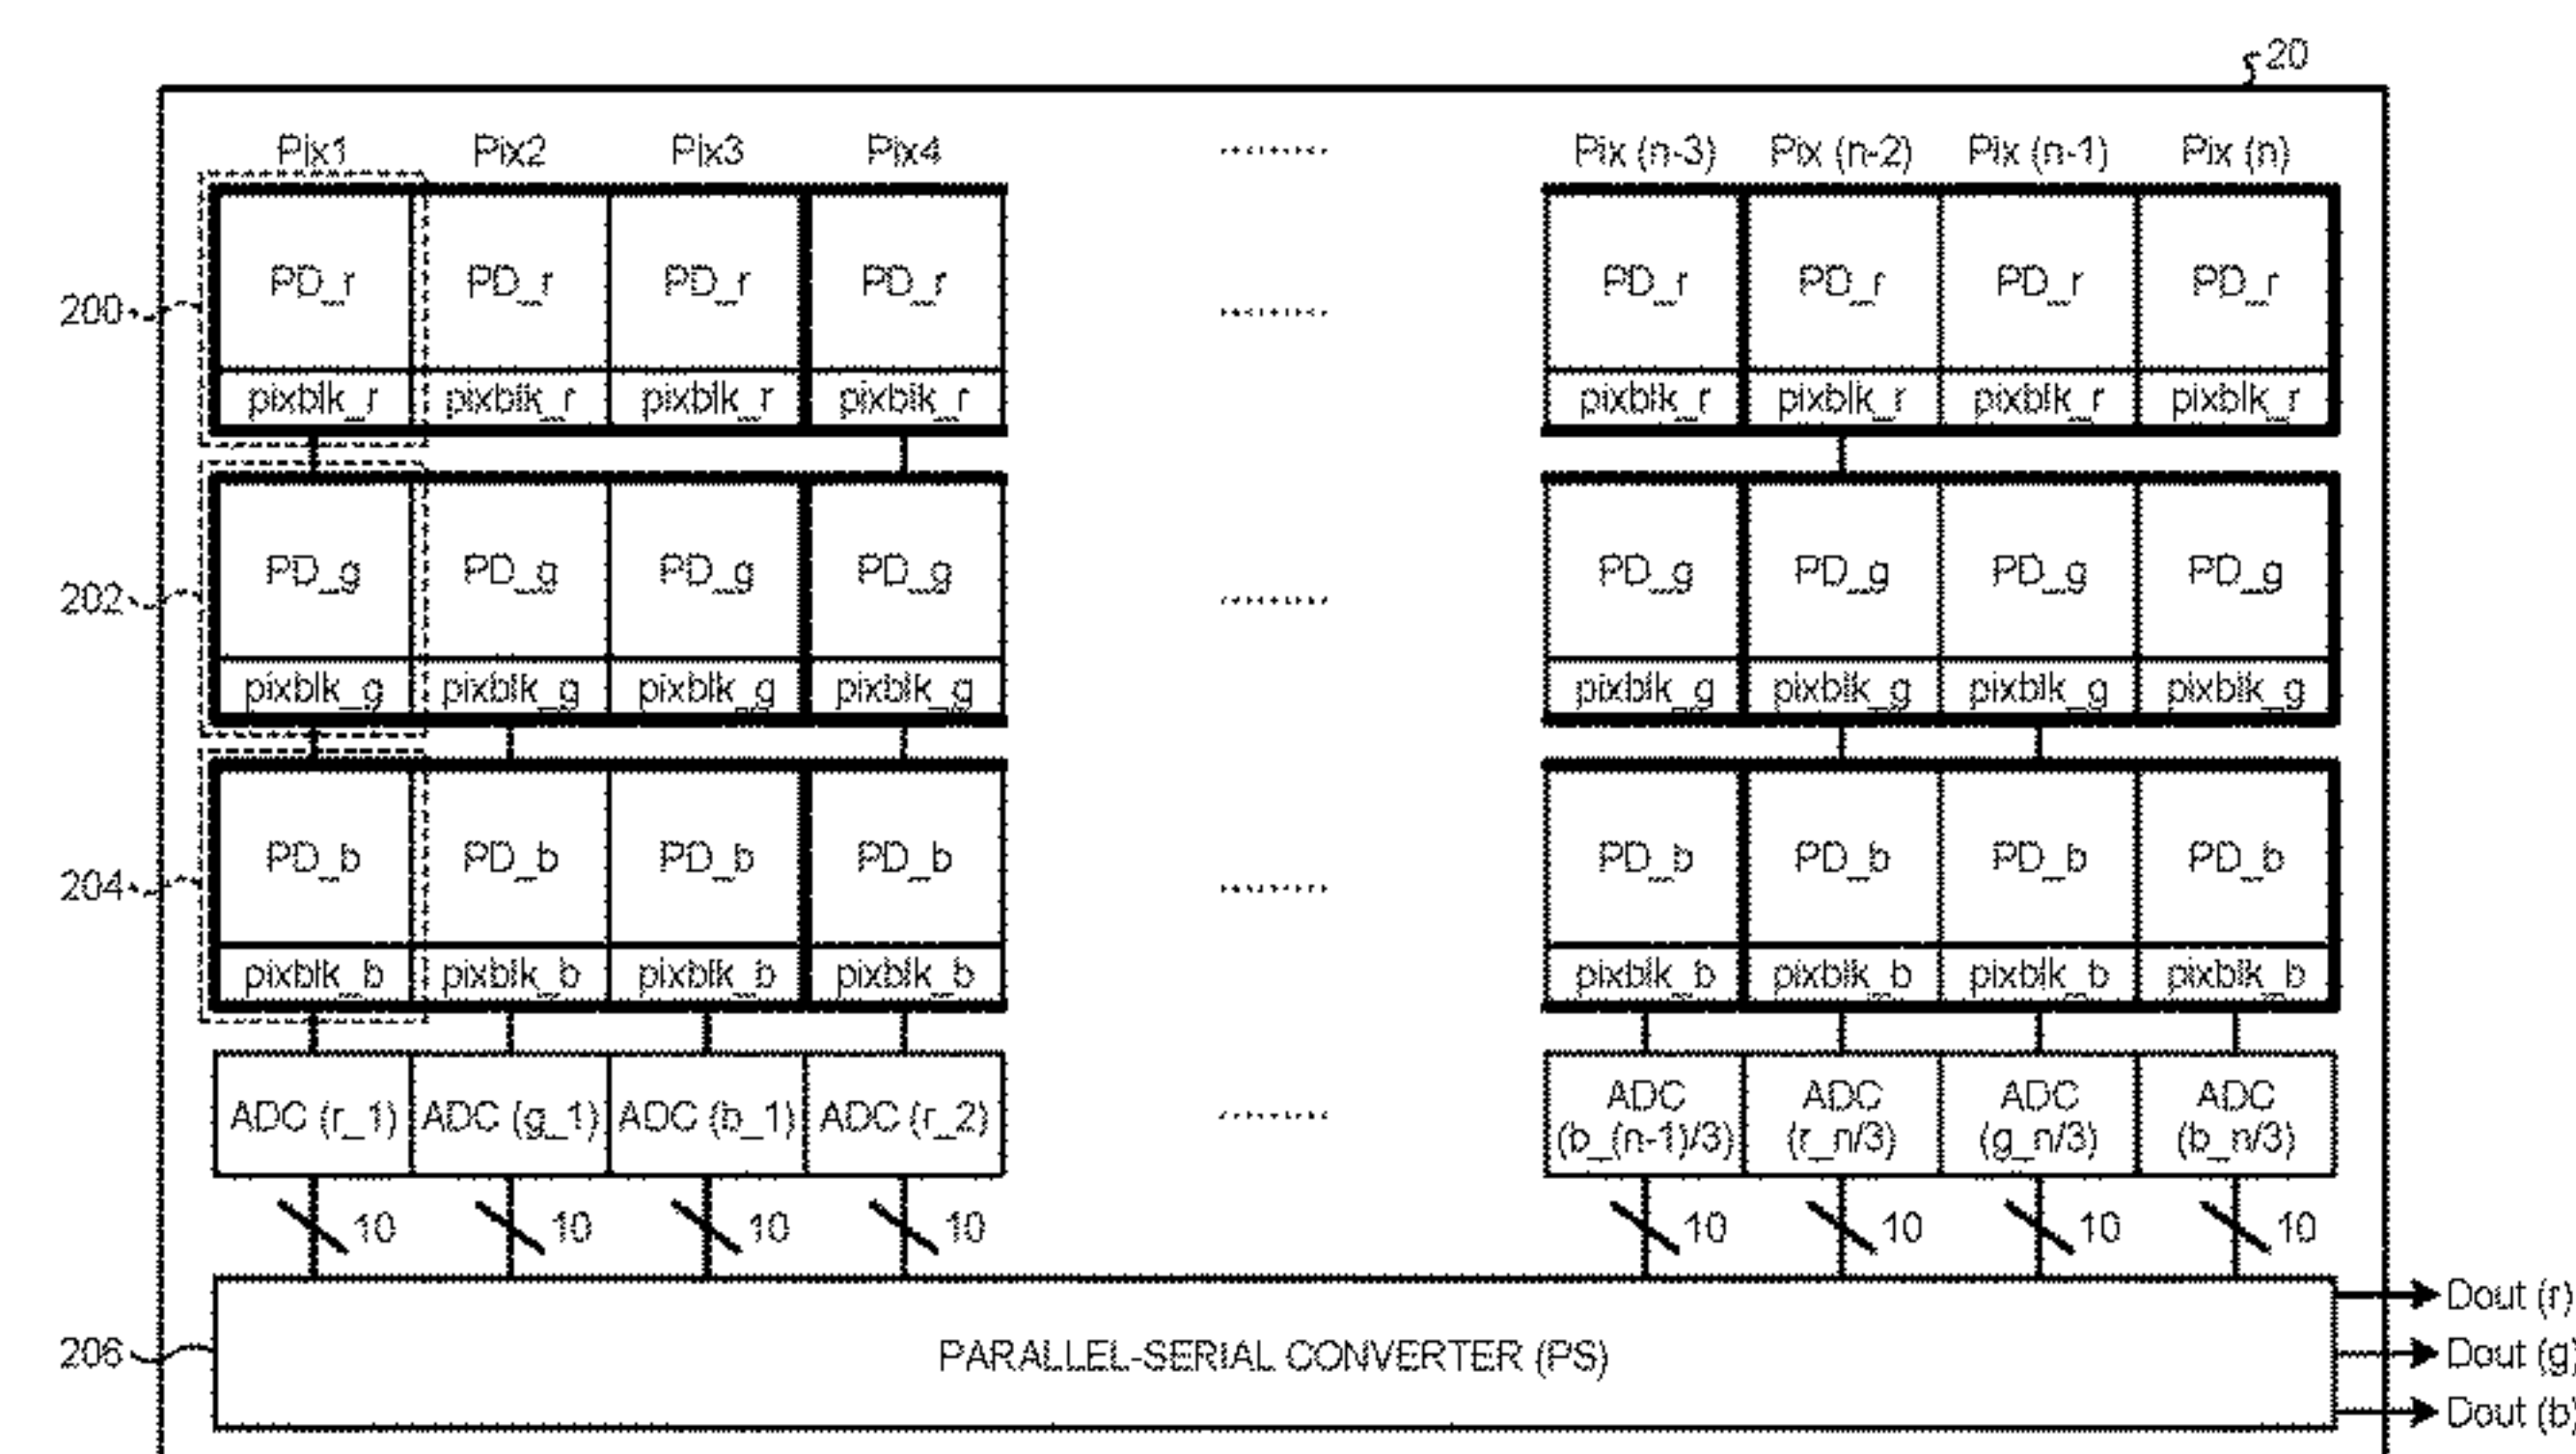 20
Pix1 Pix2 Pix3 Pix4 ········· Pix (n-3) Pix (n-2) Pix (n-1) Pix (n)
200 PD_r PD_r PD_r PD_r ········· PD_r PD_r PD_r PD_r
pixblk_r pixblk_r pixblk_r pixblk_r pixblk_r pixblk_r pixblk_r pixblk_r
202 PD_g PD_g PD_g PD_g ········· PD_g PD_g PD_g PD_g
pixblk_g pixblk_g pixblk_g pixblk_g pixblk_g pixblk_g pixblk_g pixblk_g
204 PD_b PD_b PD_b PD_b ········· PD_b PD_b PD_b PD_b
pixblk_b pixblk_b pixblk_b pixblk_b pixblk_b pixblk_b pixblk_b pixblk_b
ADC (r_1) ADC (g_1) ADC (b_1) ADC (r_2) ········· ADC ADC ADC ADC
(b_(n-1)/3) (r_n/3) (g_n/3) (b_n/3)
10 10 10 10 10 10 10 10
Dout (r)
206 PARALLEL-SERIAL CONVERTER (PS) Dout (g)
Dout (b)